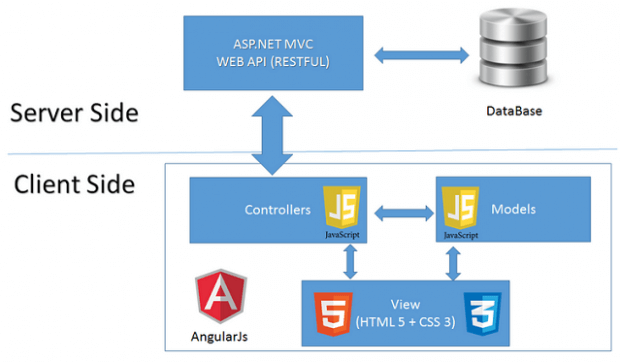 ASP.NET MVC
WEB API (RESTFUL)
DataBase
Server Side
Client Side
Controllers
JS
JavaScript
JS
JavaScript
Models
A
AngularJs
5
View
(HTML 5 + CSS 3)
3